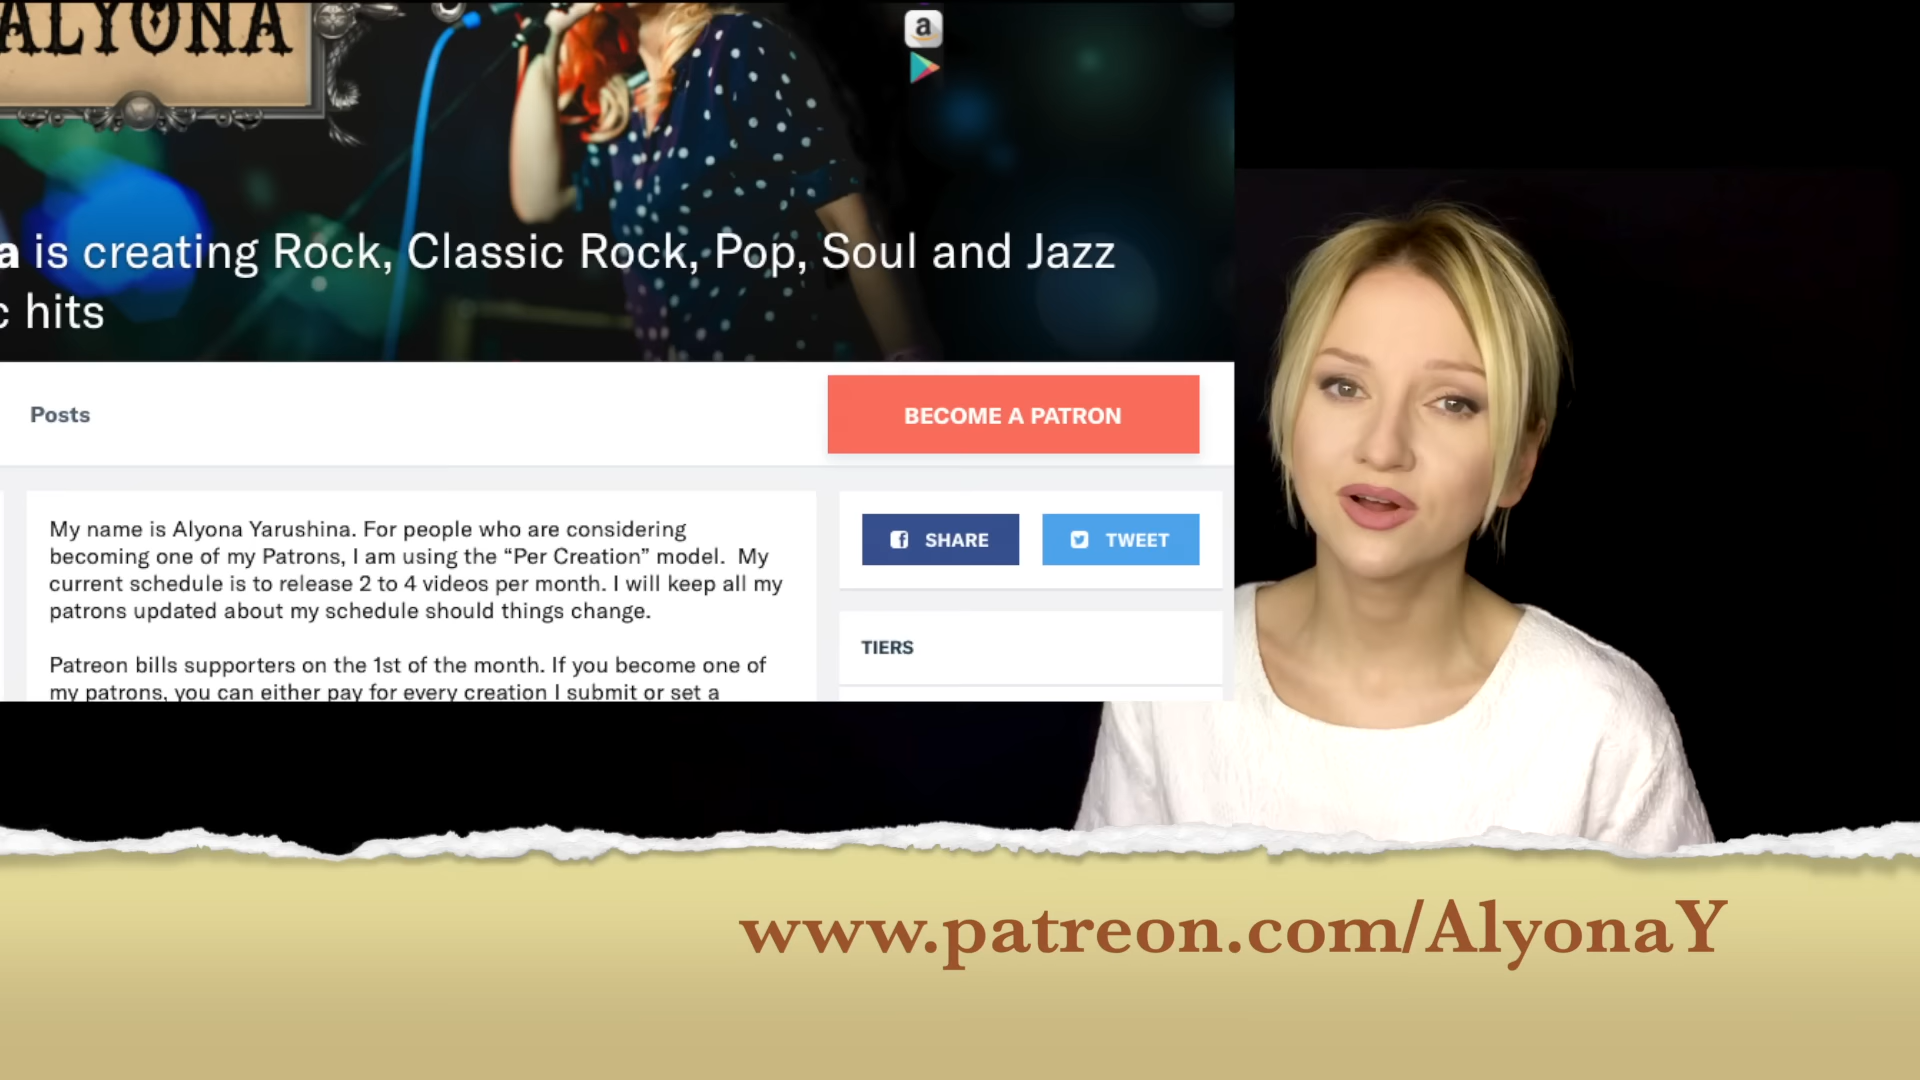 ALYONA
a
a is creating Rock, Classic Rock, Pop, Soul and Jazz
c hits
Posts
BECOME A PATRON
My name is Alyona Yarushina. For people who are considering
becoming one of my Patrons, I am using the “Per Creation” model. My
current schedule is to release 2 to 4 videos per month. I will keep all my
patrons updated about my schedule should things change.
Patreon bills supporters on the 1st of the month. If you become one of
my patrons, you can either pay for every creation I submit or set a
SHARE
TWEET
TIERS
www.patreon.com/AlyonaY